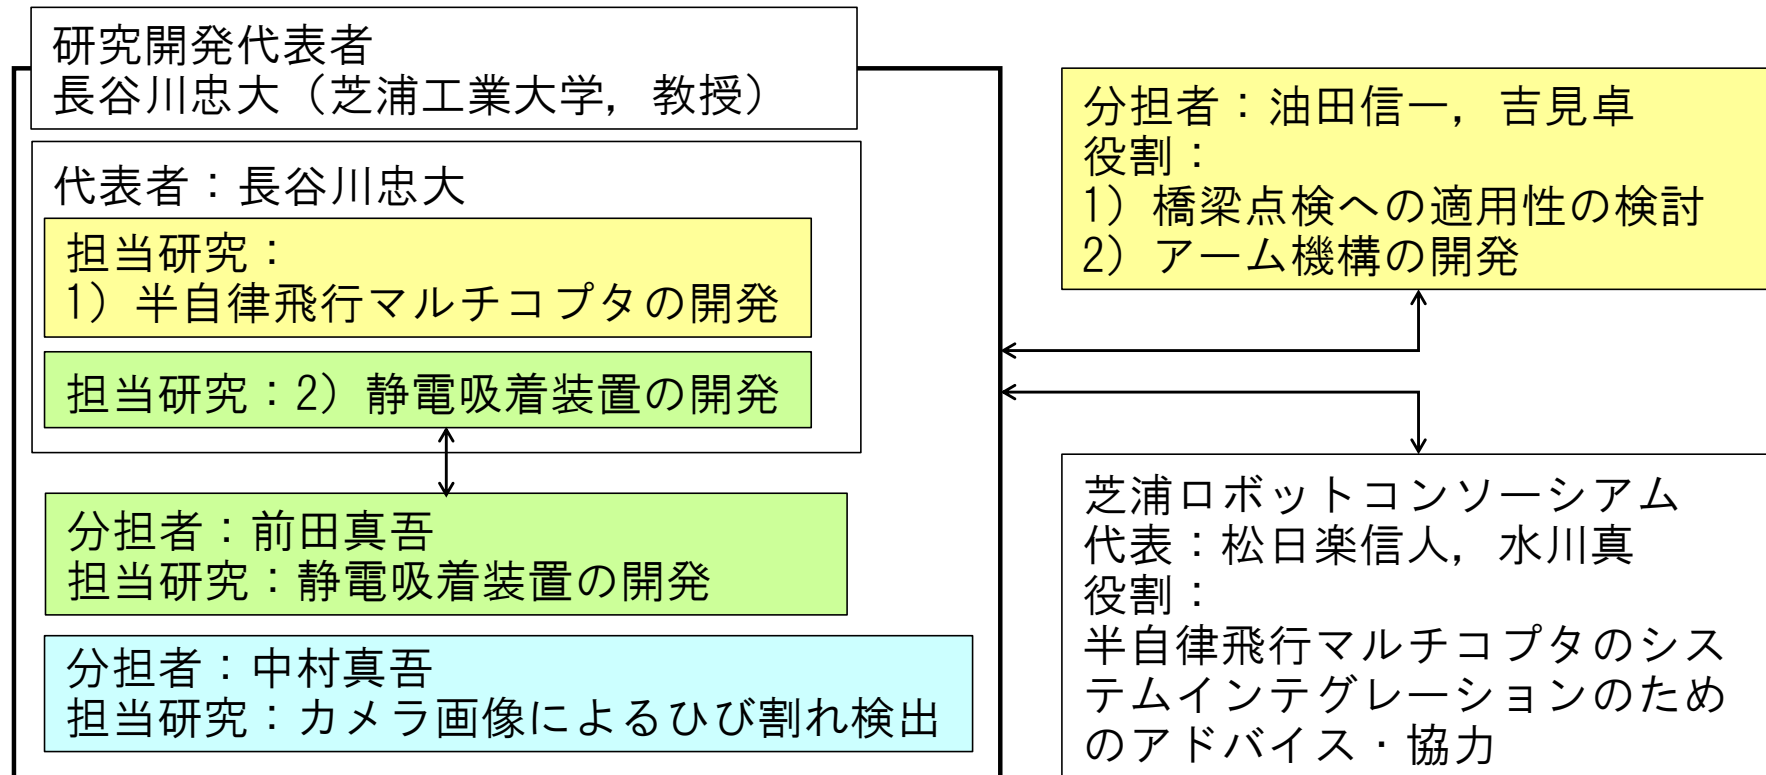 研究開発代表者
長谷川忠大（芝浦工業大学，教授）
代表者：長谷川忠大
担当研究：
1）半自律飛行マルチコプタの開発
担当研究：2）静電吸着装置の開発
分担者：前田真吾
担当研究：静電吸着装置の開発
分担者：中村真吾
担当研究：カメラ画像によるひび割れ検出
分担者：油田信一，吉見卓
役割：
1）橋梁点検への適用性の検討
2）アーム機構の開発
芝浦ロボットコンソーシアム
代表：松日楽信人，水川真
役割：
半自律飛行マルチコプタのシス
テムインテグレーションのため
のアドバイス・協力